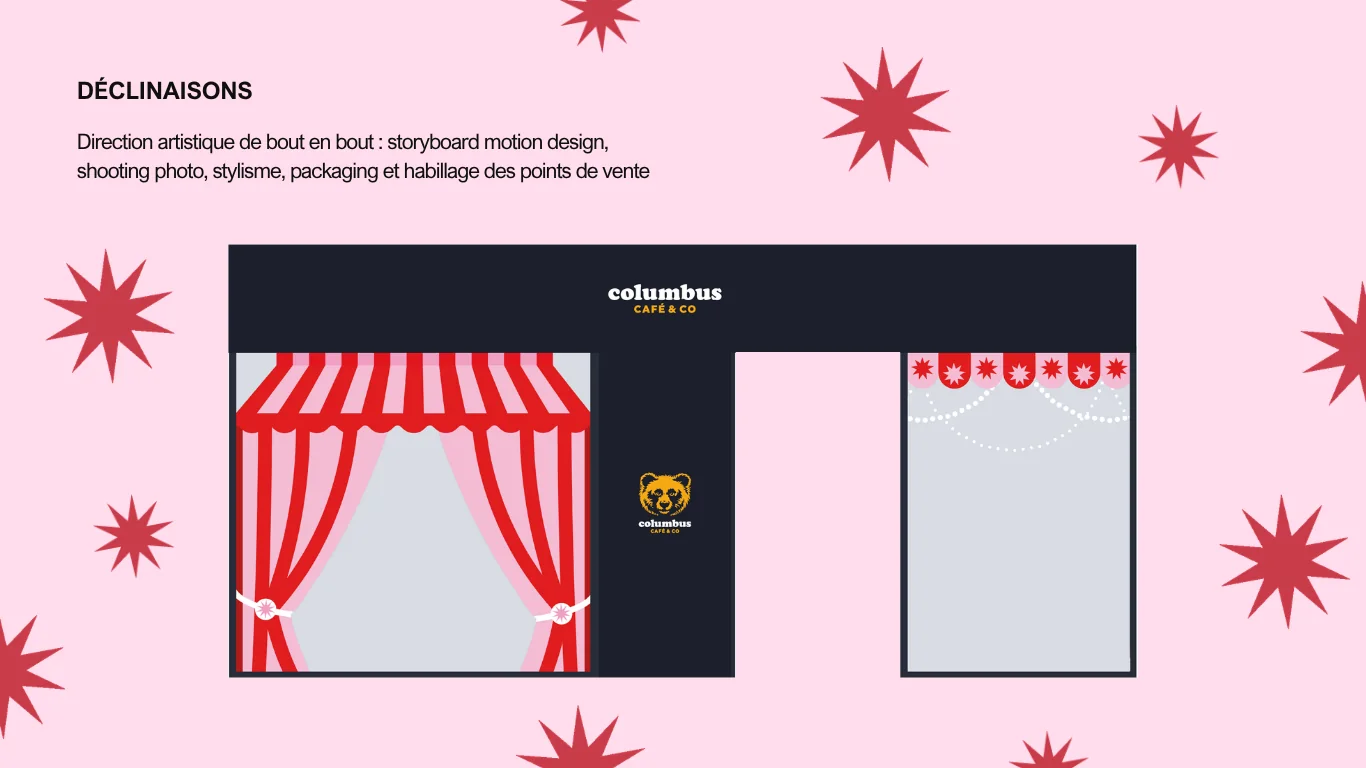 DÉCLINAISONS
Direction artistique de bout en bout : storyboard motion design,
shooting photo, stylisme, packaging et habillage des points de vente
columbus
CAFÉ & CO
columbus
CAFÉ & CO